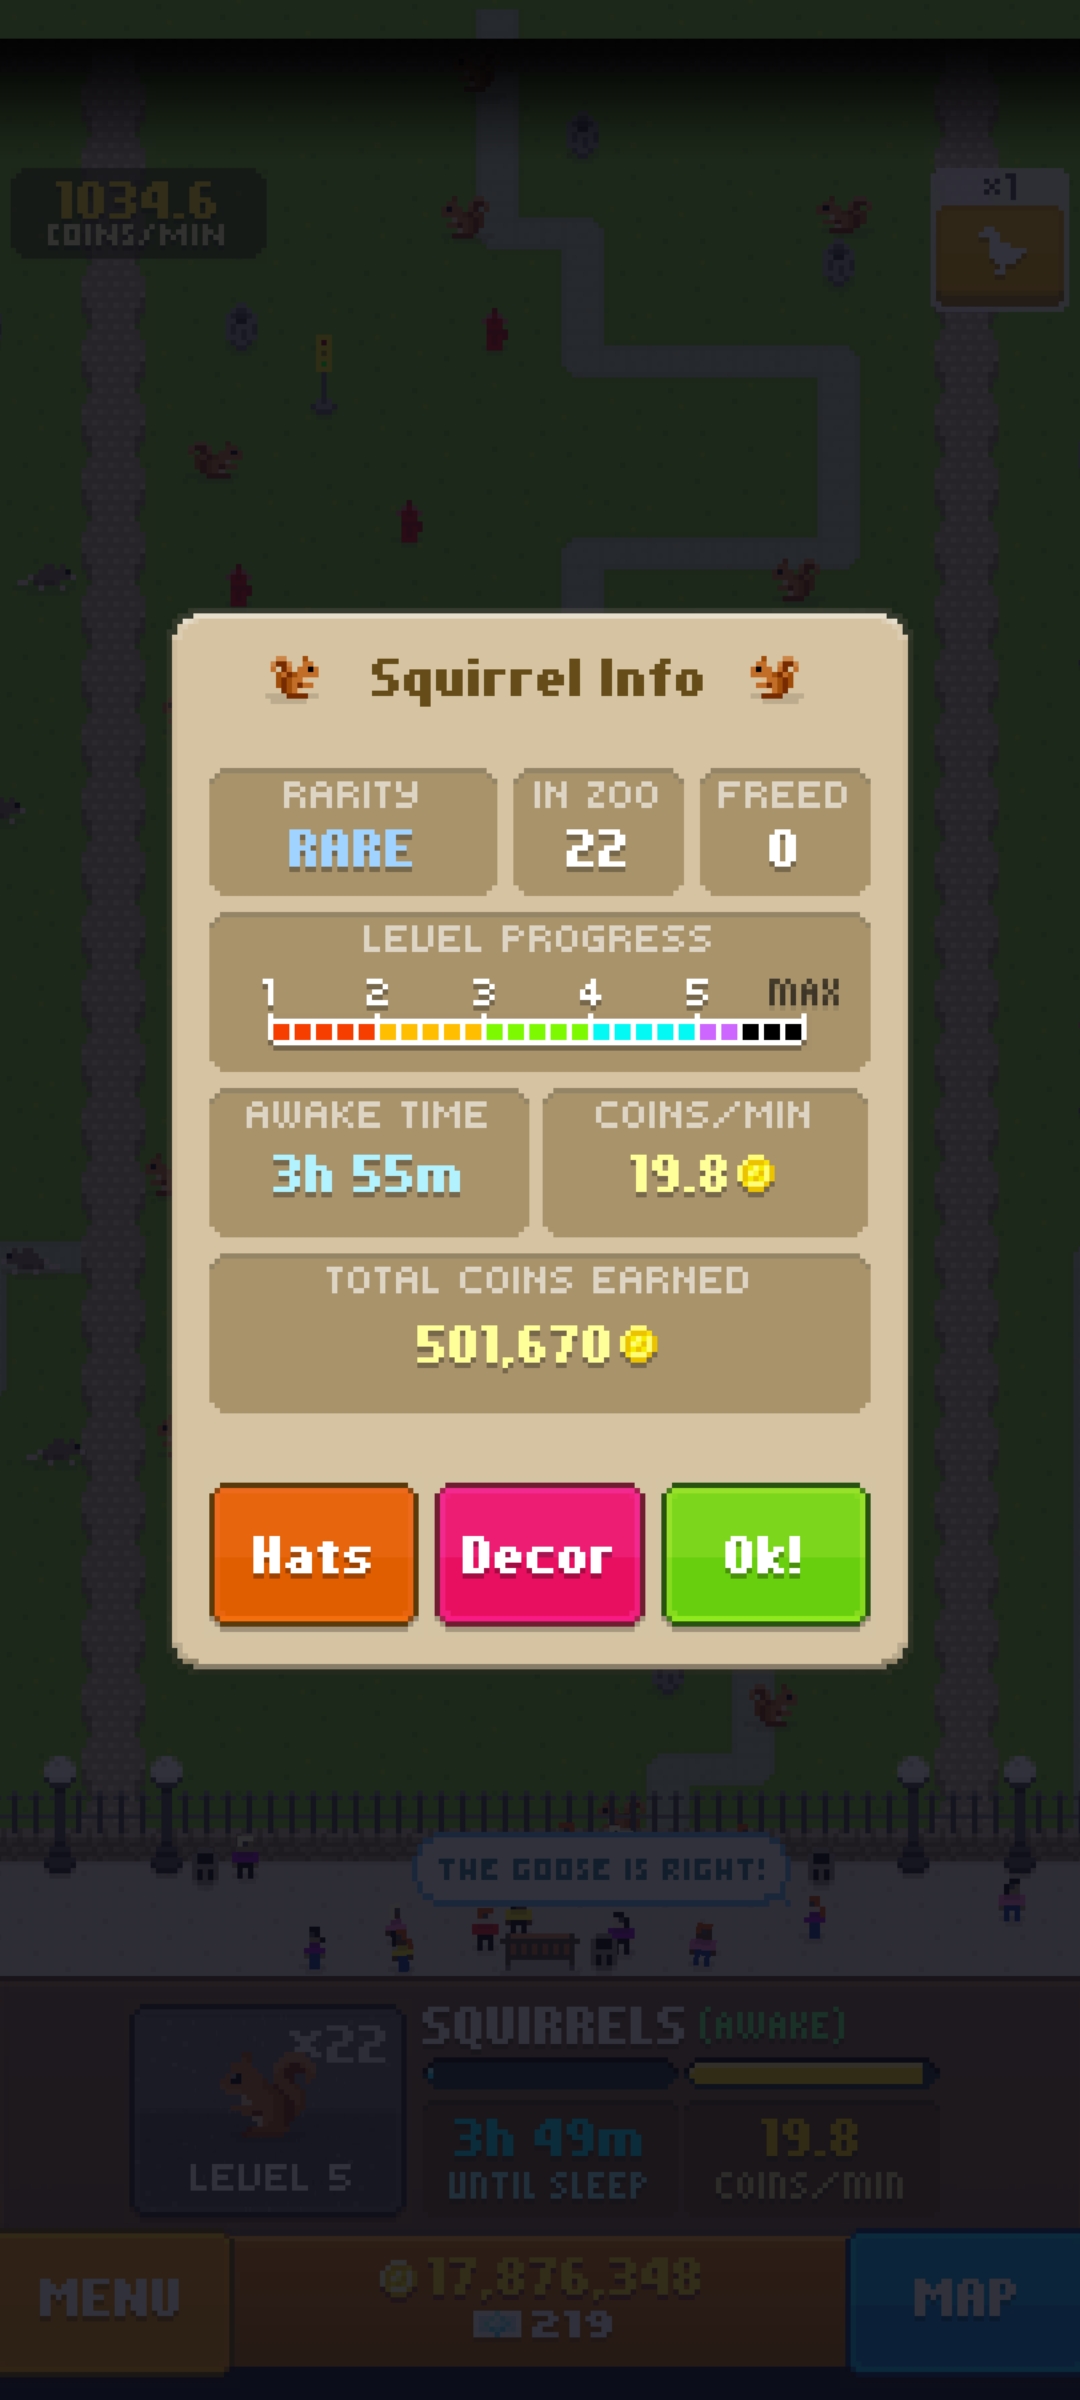 1034.6
COINS/MIN
×1
Squirrel Info
RARITY
RARE
IN ZOO
22
FREED
0
LEVEL PROGRESS
1 2 3 4 5 MAX
AWAKE TIME
3h 55m
COINS/MIN
19.8
TOTAL COINS EARNED
501,670
Hats
Decor
Ok!
THE GOOSE IS RIGHT!
x22
LEVEL 5
SQUIRRELS (AWAKE)
3h 49m
UNTIL SLEEP
19.8
COINS/MIN
MENU
17,876,348
219
MAP